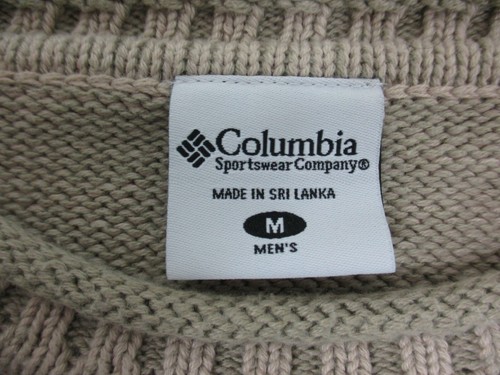 Columbia
Sportswear Company®
MADE IN SRI LANKA
M
MEN'S